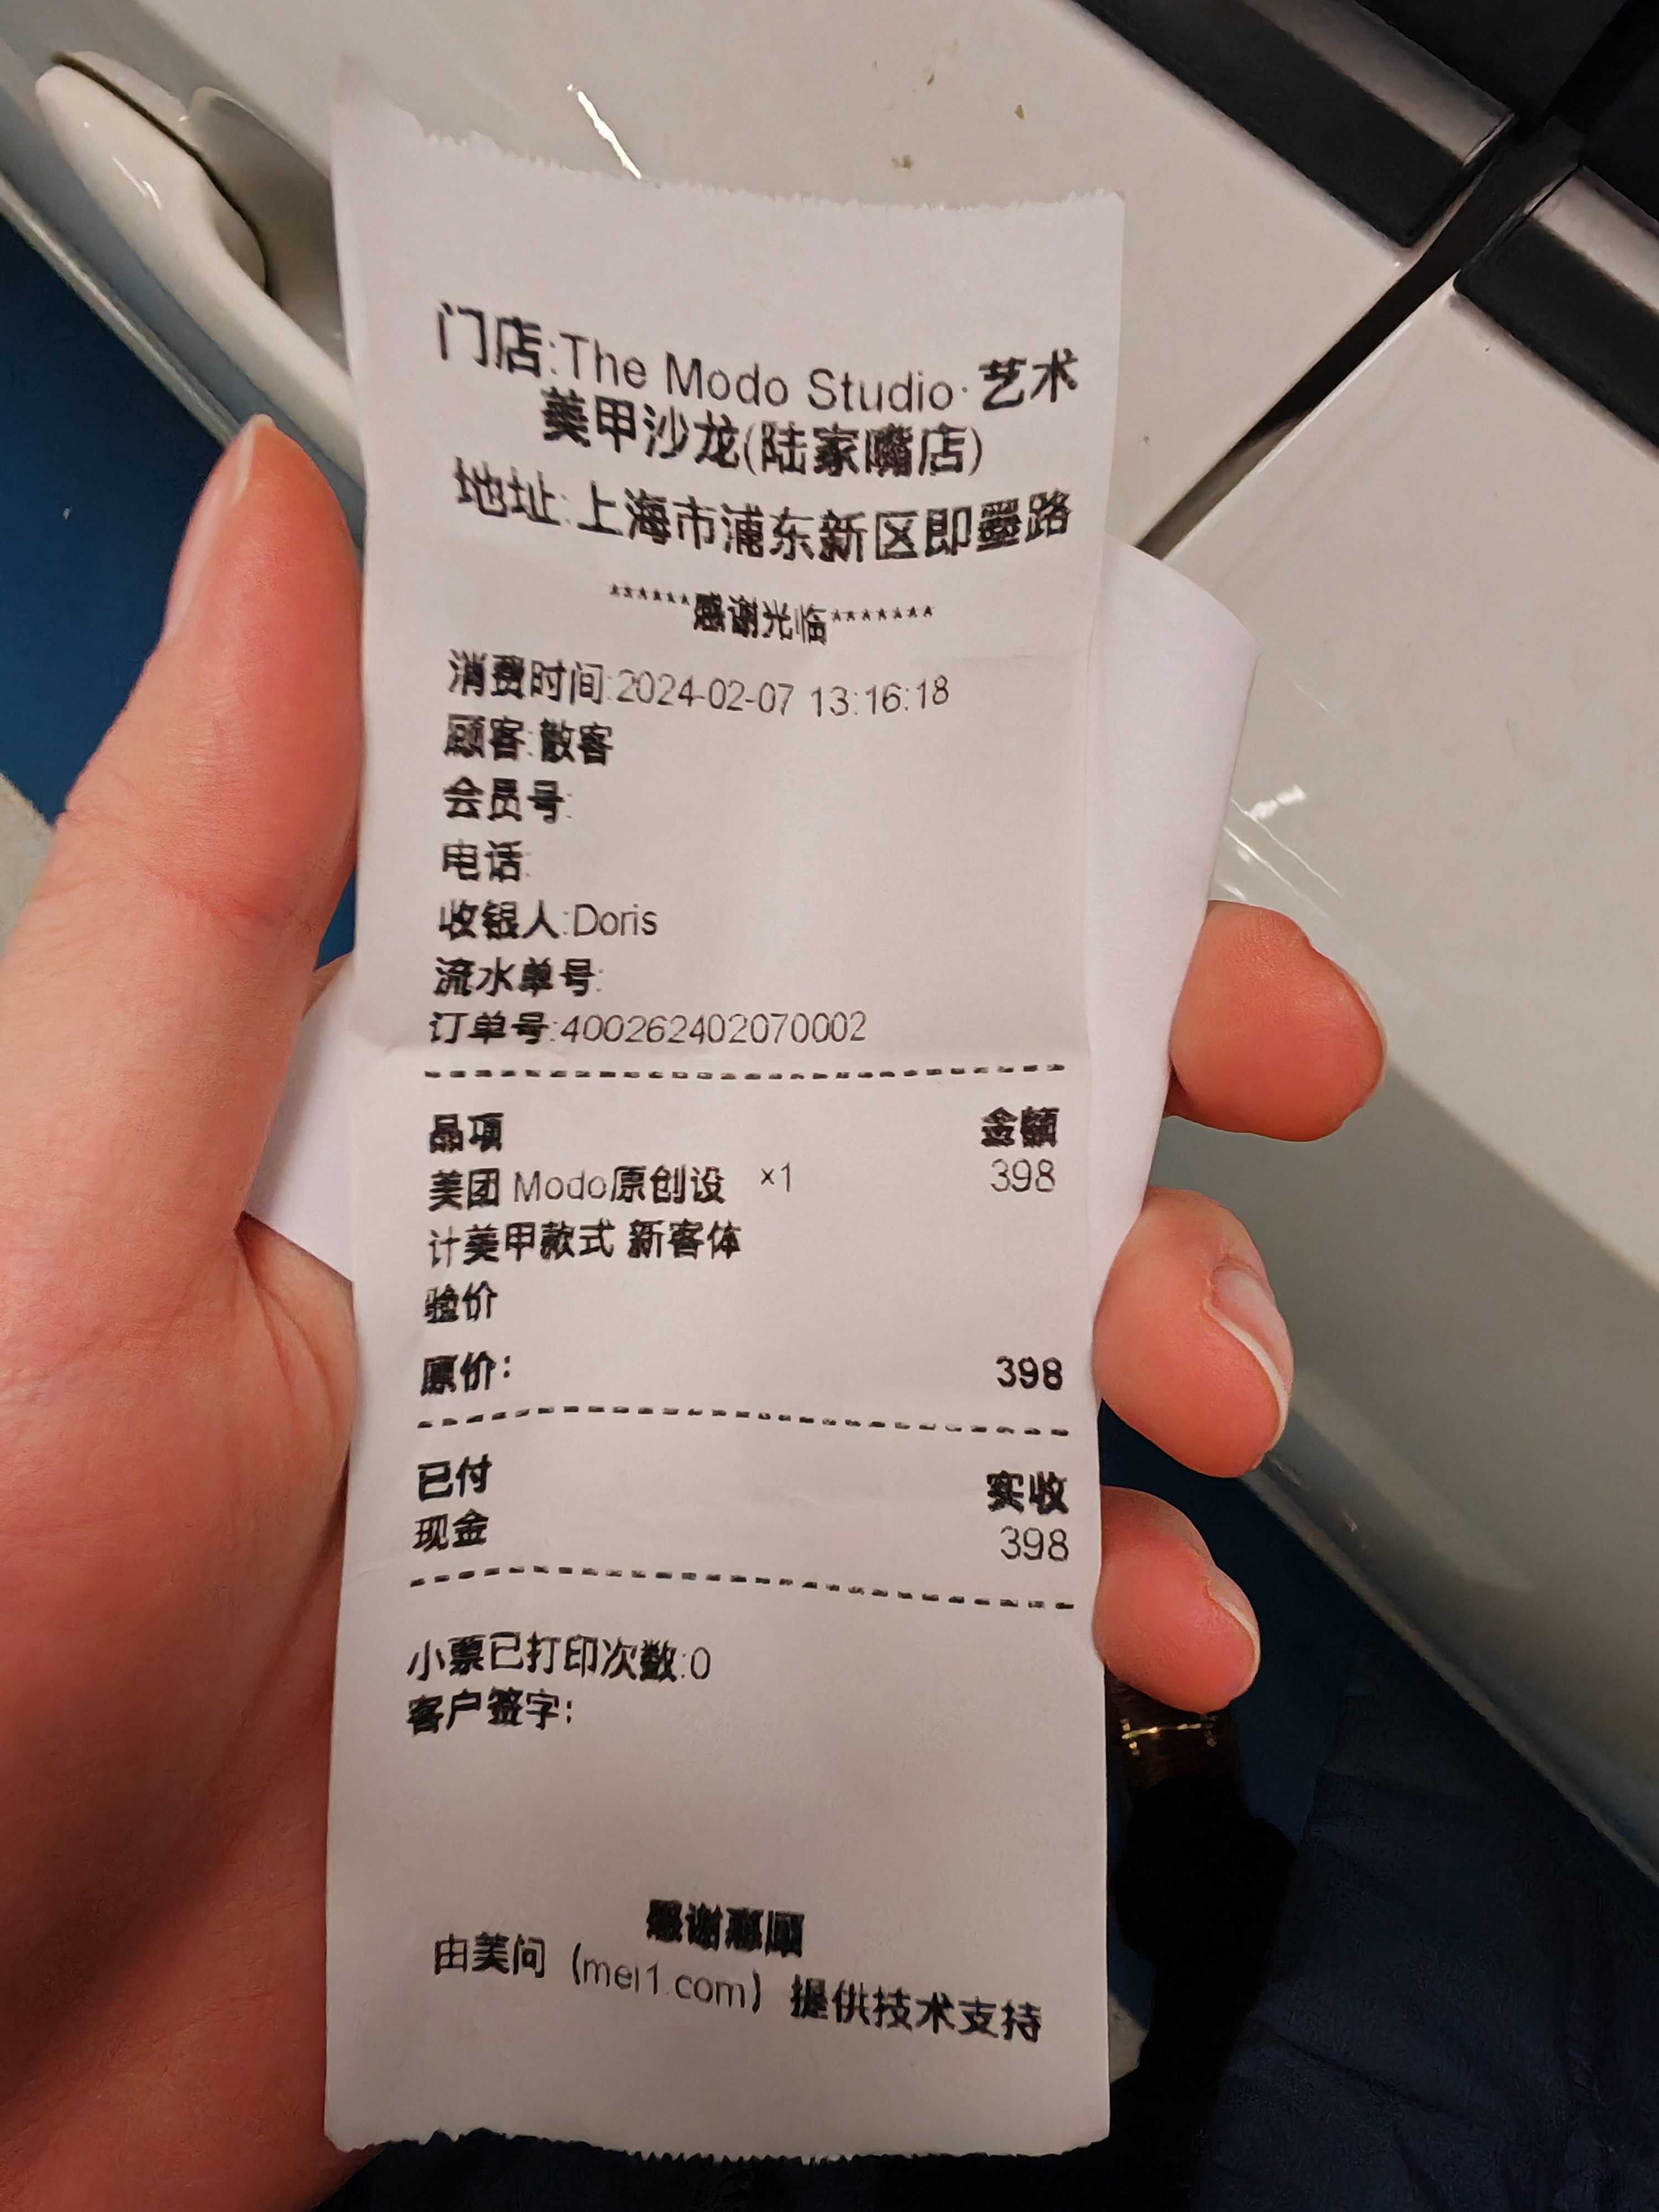 门店:The Modo Studio·艺术
美甲沙龙(陆家嘴店)
地址:上海市浦东新区即墨路
******感谢光临*******
消费时间:2024-02-07 13:16:18
顾客:散客
会员号:
电话:
收银人:Doris
流水单号:
订单号:400262402070002
品项 金额
美团 Modo原创设 ×1 398
计美甲款式 新客体
验价
原价: 398
已付 实收
现金 398
小票已打印次数:0
客户签字:
感谢惠顾
由美问（mei1.com）提供技术支持